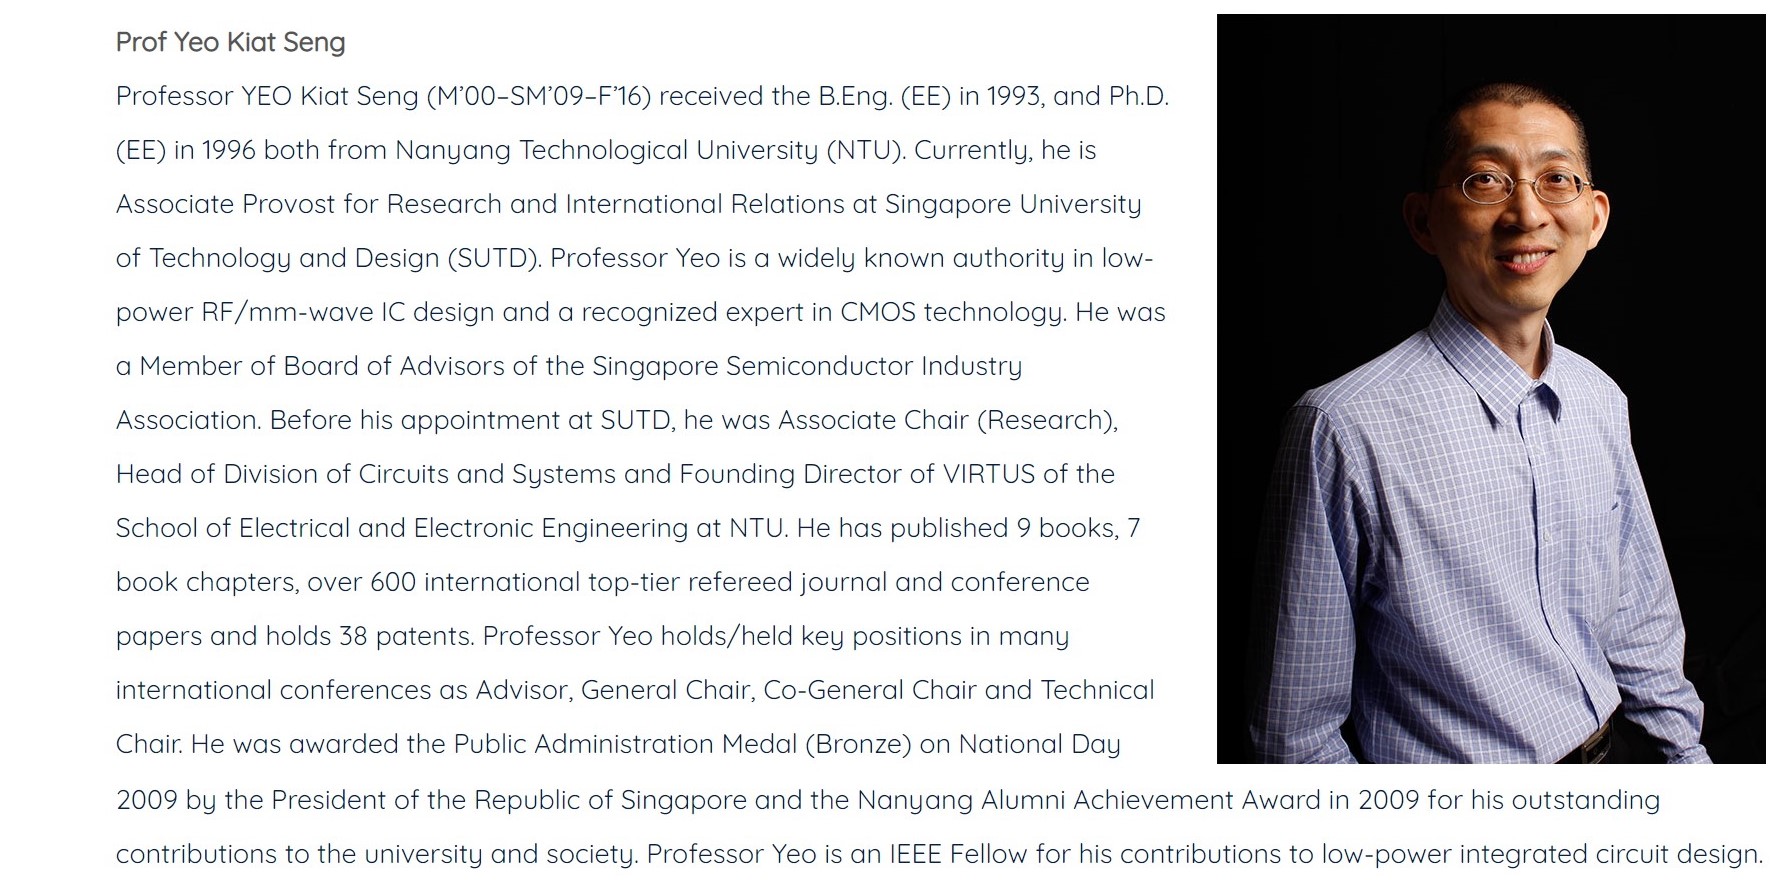 Prof Yeo Kiat Seng
Professor YEO Kiat Seng (M’00–SM’09–F’16) received the B.Eng. (EE) in 1993, and Ph.D.
(EE) in 1996 both from Nanyang Technological University (NTU). Currently, he is
Associate Provost for Research and International Relations at Singapore University
of Technology and Design (SUTD). Professor Yeo is a widely known authority in low-
power RF/mm-wave IC design and a recognized expert in CMOS technology. He was
a Member of Board of Advisors of the Singapore Semiconductor Industry
Association. Before his appointment at SUTD, he was Associate Chair (Research),
Head of Division of Circuits and Systems and Founding Director of VIRTUS of the
School of Electrical and Electronic Engineering at NTU. He has published 9 books, 7
book chapters, over 600 international top-tier refereed journal and conference
papers and holds 38 patents. Professor Yeo holds/held key positions in many
international conferences as Advisor, General Chair, Co-General Chair and Technical
Chair. He was awarded the Public Administration Medal (Bronze) on National Day
2009 by the President of the Republic of Singapore and the Nanyang Alumni Achievement Award in 2009 for his outstanding
contributions to the university and society. Professor Yeo is an IEEE Fellow for his contributions to low-power integrated circuit design.